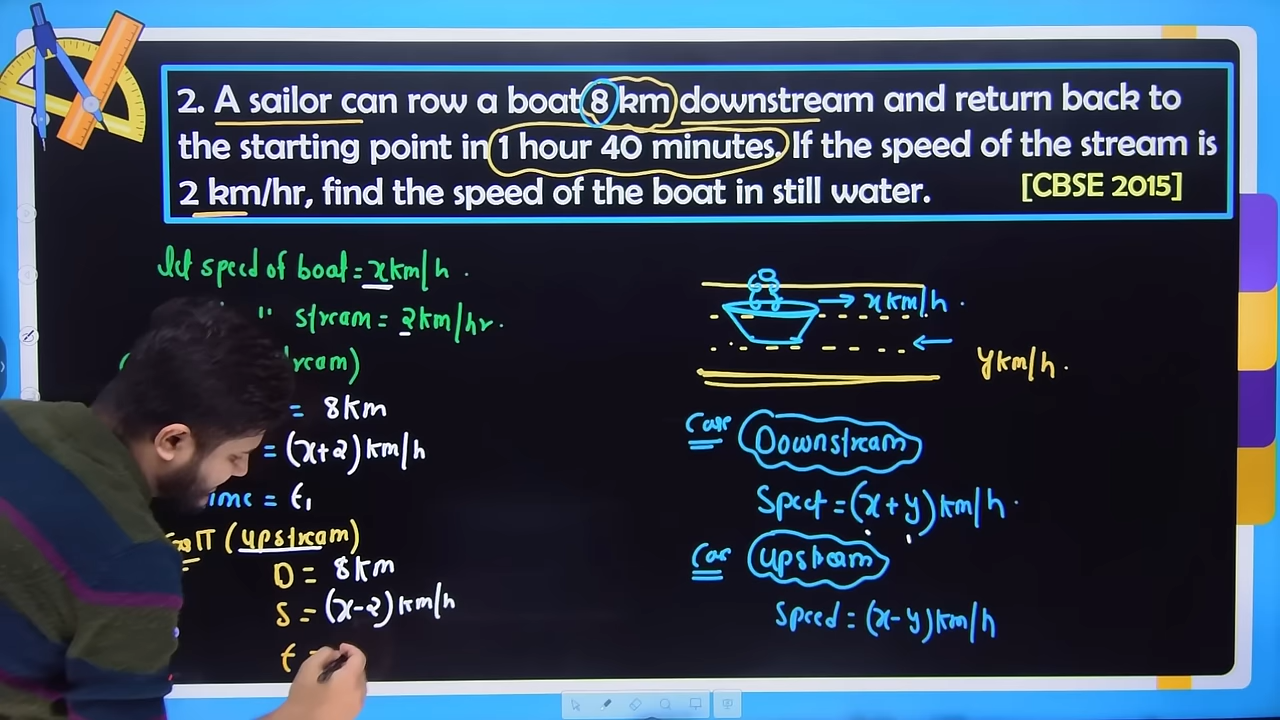 2. A sailor can row a boat 8 km downstream and return back to
the starting point in 1 hour 40 minutes. If the speed of the stream is
2 km/hr, find the speed of the boat in still water. [CBSE 2015]
let speed of boat = x km/h.
" stream = 2 km/hr.
= 8 km
= (x+2) km/h
= t₁
(upstream)
D = 8 km
S = (x-2) km/h
t =
x km/h.
y km/h.
Case Downstream
Speed = (x+y) km/h.
Case upstream
Speed = (x-y) km/h